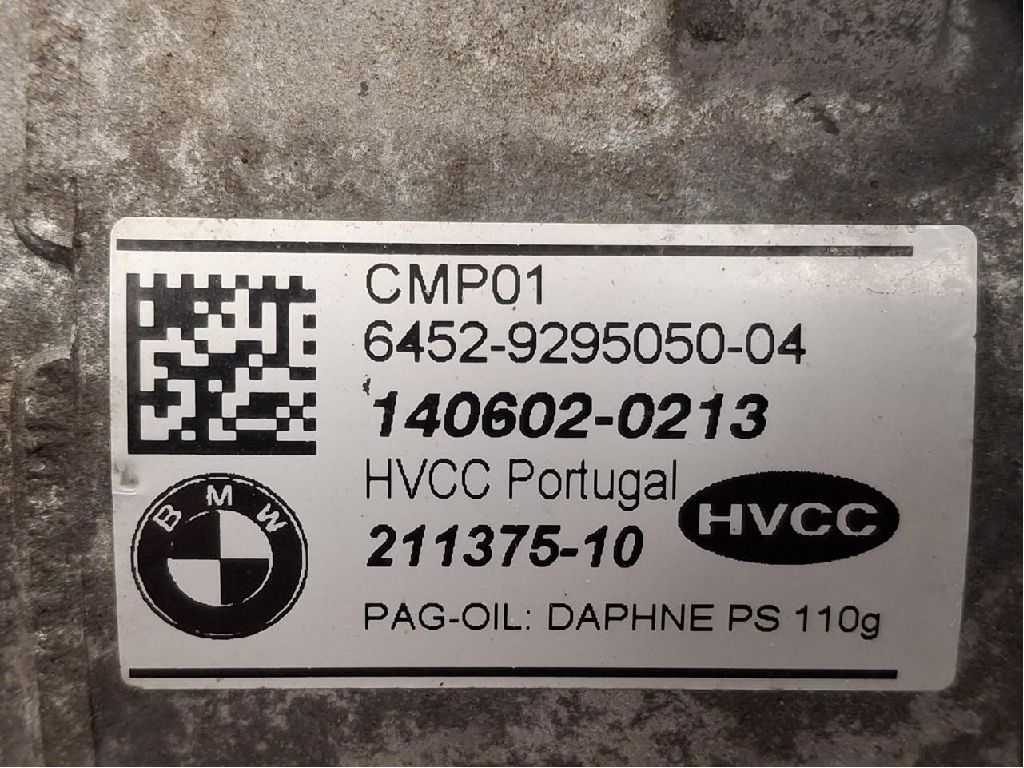 CMP01
6452-9295050-04
140602-0213
HVCC Portugal
HVCC
211375-10
BMW
PAG-OIL: DAPHNE PS 110g